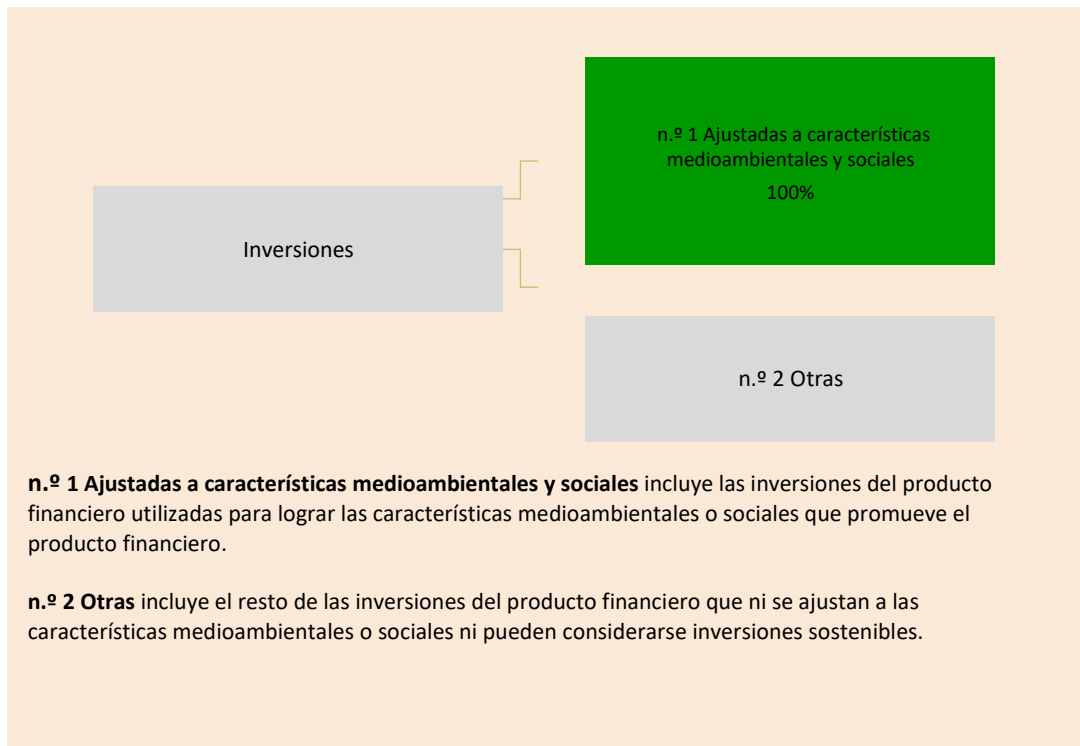 n.º 1 Ajustadas a características
medioambientales y sociales
100%
Inversiones
n.º 2 Otras
n.º 1 Ajustadas a características medioambientales y sociales incluye las inversiones del producto
financiero utilizadas para lograr las características medioambientales o sociales que promueve el
producto financiero.
n.º 2 Otras incluye el resto de las inversiones del producto financiero que ni se ajustan a las
características medioambientales o sociales ni pueden considerarse inversiones sostenibles.